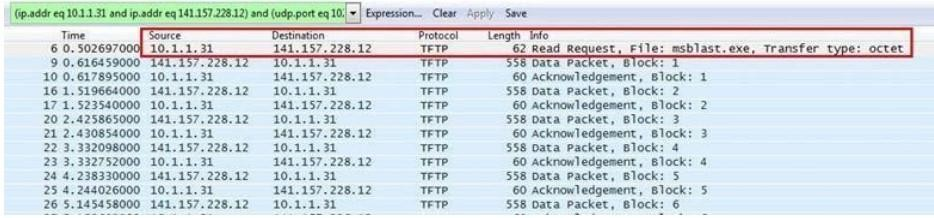 (ip.addr eq 10.1.1.31 and ip.addr eq 141.157.228.12) and (udp.port eq 10. Expression... Clear Apply Save
Time Source Destination Protocol Length Info
6 0.502697000 10.1.1.31 141.157.228.12 TFTP 62 Read Request, File: msblast.exe, Transfer type: octet
9 0.616459000 141.157.228.12 10.1.1.31 TFTP 558 Data Packet, Block: 1
10 0.617895000 10.1.1.31 141.157.228.12 TFTP 60 Acknowledgement, Block: 1
16 1.519664000 141.157.228.12 10.1.1.31 TFTP 558 Data Packet, Block: 2
17 1.523540000 10.1.1.31 141.157.228.12 TFTP 60 Acknowledgement, Block: 2
20 2.425865000 141.157.228.12 10.1.1.31 TFTP 558 Data Packet, Block: 3
21 2.430854000 10.1.1.31 141.157.228.12 TFTP 60 Acknowledgement, Block: 3
22 3.332098000 141.157.228.12 10.1.1.31 TFTP 558 Data Packet, Block: 4
23 3.332752000 10.1.1.31 141.157.228.12 TFTP 60 Acknowledgement, Block: 4
24 4.238330000 141.157.228.12 10.1.1.31 TFTP 558 Data Packet, Block: 5
25 4.244026000 10.1.1.31 141.157.228.12 TFTP 60 Acknowledgement, Block: 5
26 5.145458000 141.157.228.12 10.1.1.31 TFTP 558 Data Packet, Block: 6